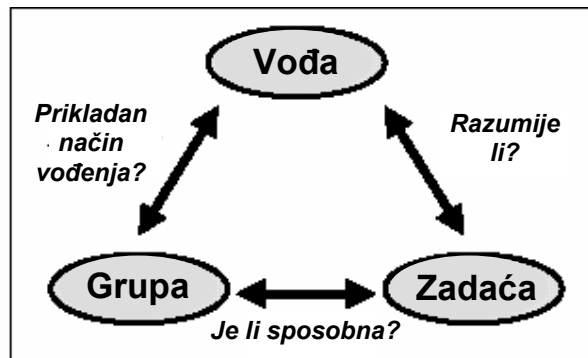 Vođa
Prikladan
način
vođenja?
Razumije
li?
Grupa
Zadaća
Je li sposobna?